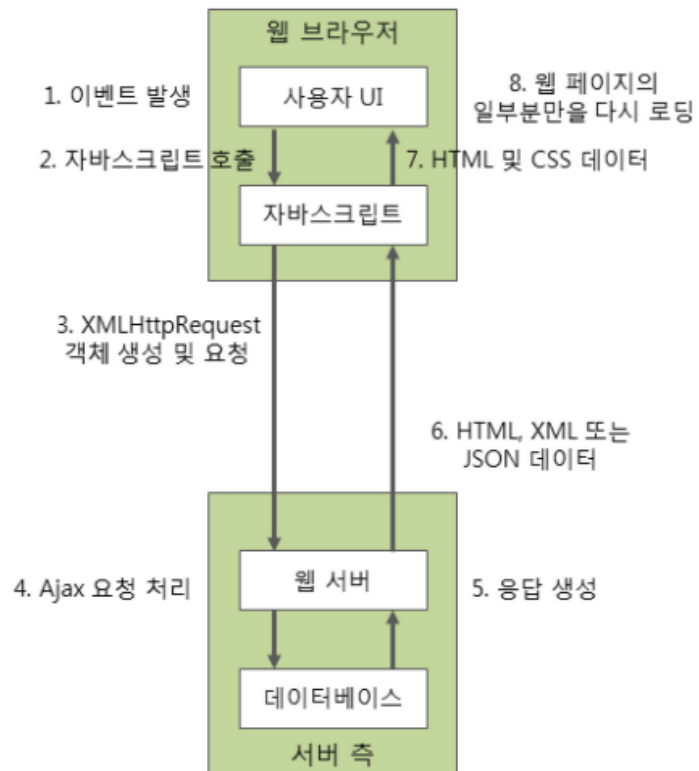 웹 브라우저
1. 이벤트 발생
사용자 UI
8. 웹 페이지의
일부분만을 다시 로딩
2. 자바스크립트 호출
7. HTML 및 CSS 데이터
자바스크립트
3. XMLHttpRequest
객체 생성 및 요청
6. HTML, XML 또는
JSON 데이터
4. Ajax 요청 처리
웹 서버
5. 응답 생성
데이터베이스
서버 측